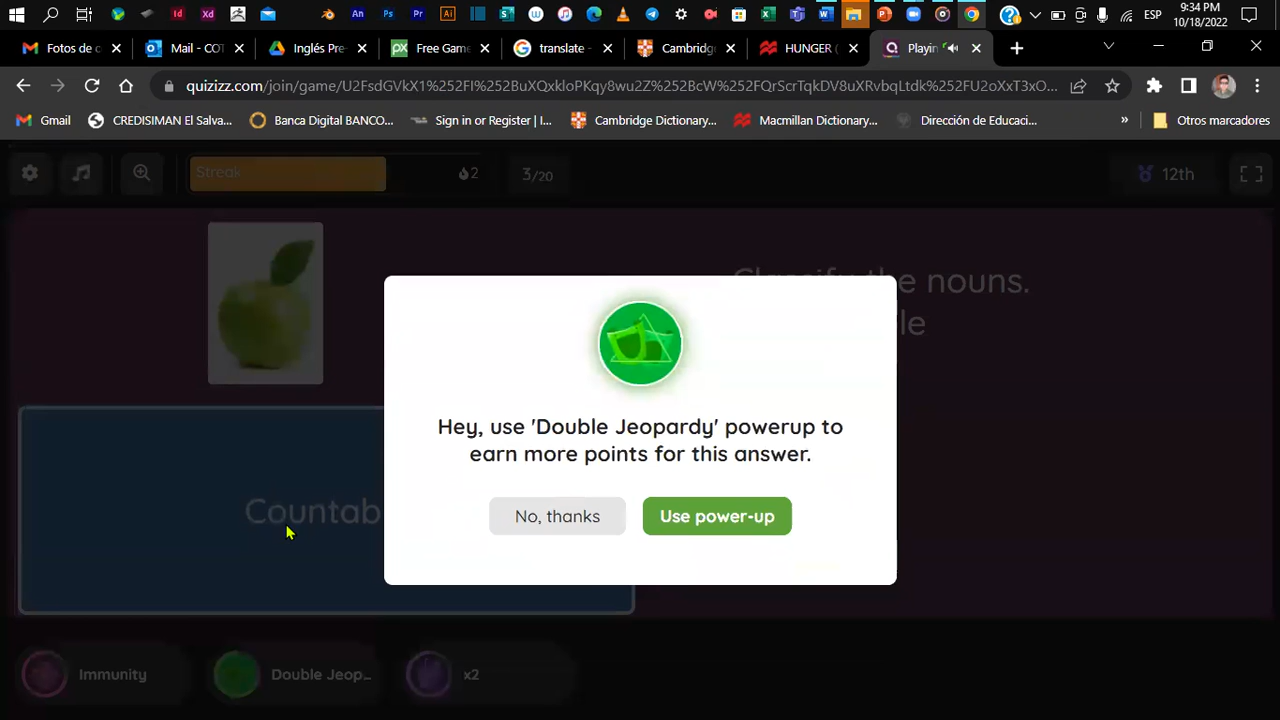 9:34 PM
ESP
10/18/2022
Fotos de c
Mail - COT
Inglés Pre-
Free Game
translate -
Cambridge
HUNGER (
Playin
quizizz.com/join/game/U2FsdGVkX1%252FI%252BuXQxkloPKqy8wu2Z%252BcW%252FQrScrTqkDV8uXRvbqLtdk%252FU2oXxT3xO...
Gmail
CREDISIMAN El Salva...
Banca Digital BANCO...
Sign in or Register | I...
Cambridge Dictionary...
Macmillan Dictionary...
Dirección de Educaci...
»
Otros marcadores
Streak
2
3/20
12th
Classify the nouns.
le
Hey, use 'Double Jeopardy' powerup to
earn more points for this answer.
No, thanks
Use power-up
Countab
Immunity
Double Jeop...
x2